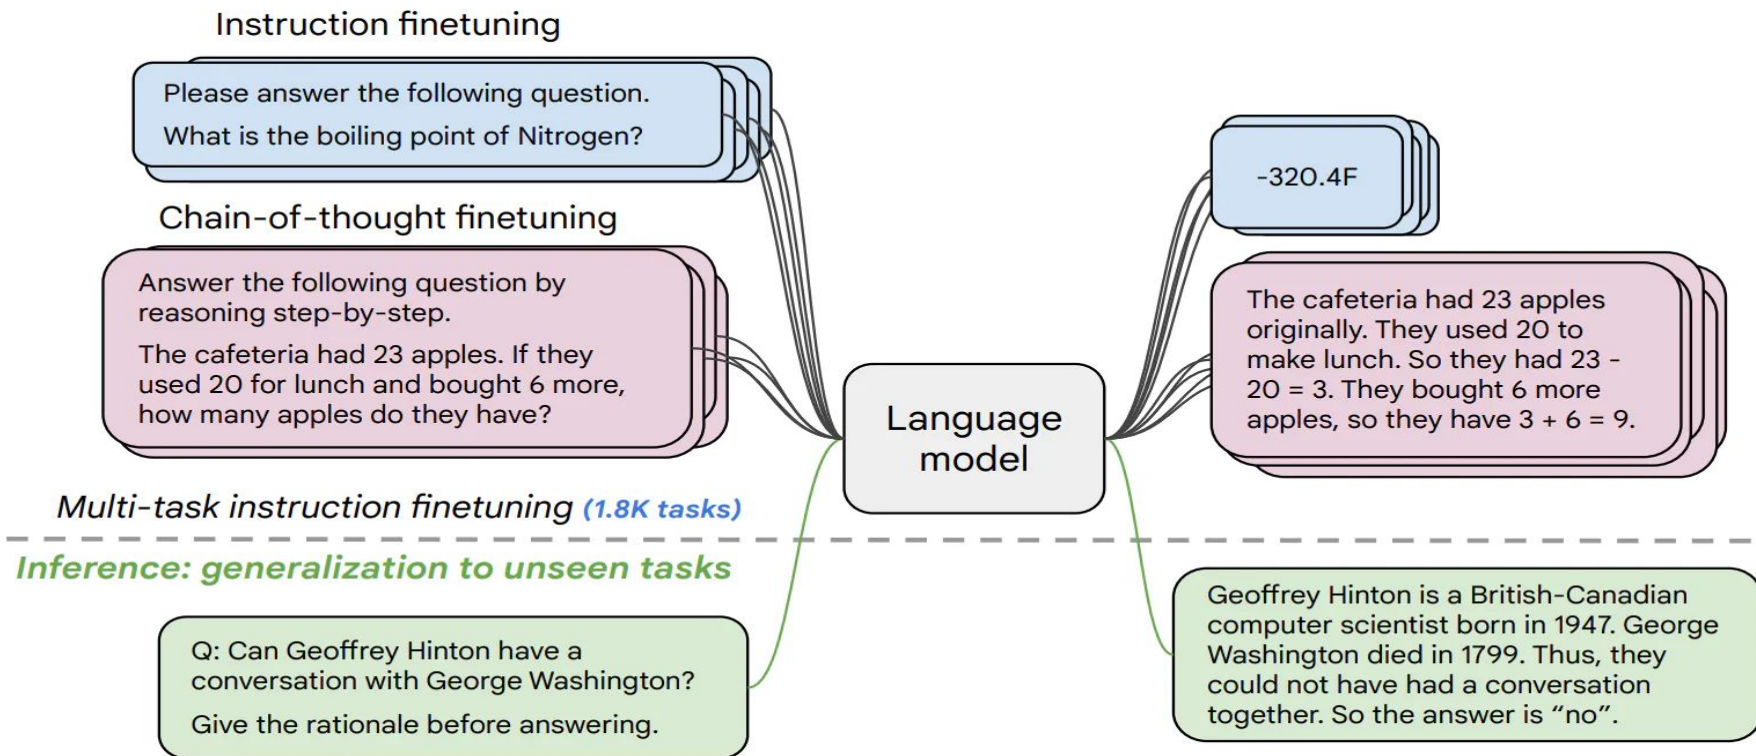 Instruction finetuning
Please answer the following question.
What is the boiling point of Nitrogen?
Chain-of-thought finetuning
Answer the following question by
reasoning step-by-step.
The cafeteria had 23 apples. If they
used 20 for lunch and bought 6 more,
how many apples do they have?
Multi-task instruction finetuning (1.8K tasks)
Language
model
-320.4F
The cafeteria had 23 apples
originally. They used 20 to
make lunch. So they had 23 -
20 = 3. They bought 6 more
apples, so they have 3 + 6 = 9.
Inference: generalization to unseen tasks
Q: Can Geoffrey Hinton have a
conversation with George Washington?
Give the rationale before answering.
Geoffrey Hinton is a British-Canadian
computer scientist born in 1947. George
Washington died in 1799. Thus, they
could not have had a conversation
together. So the answer is “no”.